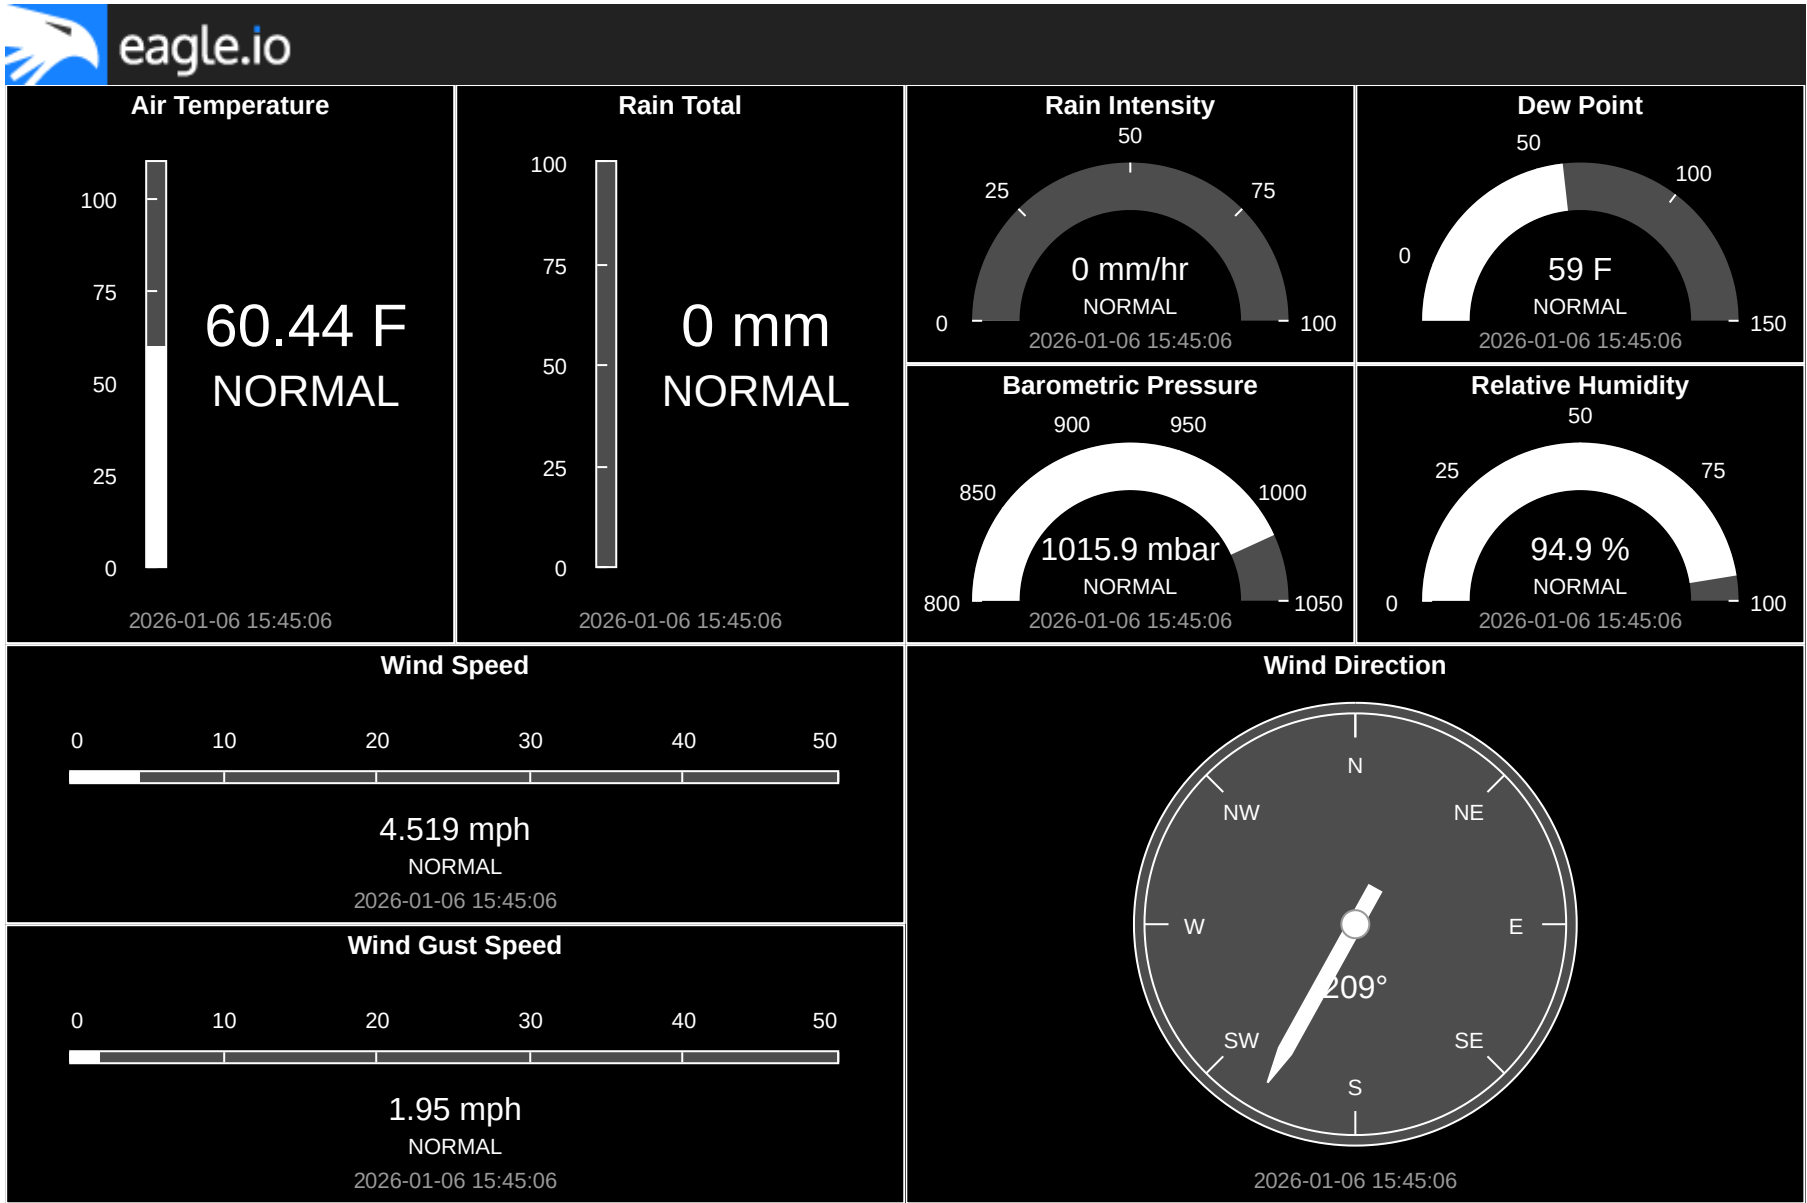 eagle.io
Air Temperature
100
75
50
25
0
60.44 F
NORMAL
2026-01-06 15:45:06
Rain Total
100
75
50
25
0
0 mm
NORMAL
2026-01-06 15:45:06
Rain Intensity
0
25
50
75
100
0 mm/hr
NORMAL
2026-01-06 15:45:06
Dew Point
0
50
100
150
59 F
NORMAL
2026-01-06 15:45:06
Barometric Pressure
800
850
900
950
1000
1050
1015.9 mbar
NORMAL
2026-01-06 15:45:06
Relative Humidity
0
25
50
75
100
94.9 %
NORMAL
2026-01-06 15:45:06
Wind Speed
0 10 20 30 40 50
4.519 mph
NORMAL
2026-01-06 15:45:06
Wind Gust Speed
0 10 20 30 40 50
1.95 mph
NORMAL
2026-01-06 15:45:06
Wind Direction
N
NW NE
W E
209°
SW SE
S
2026-01-06 15:45:06